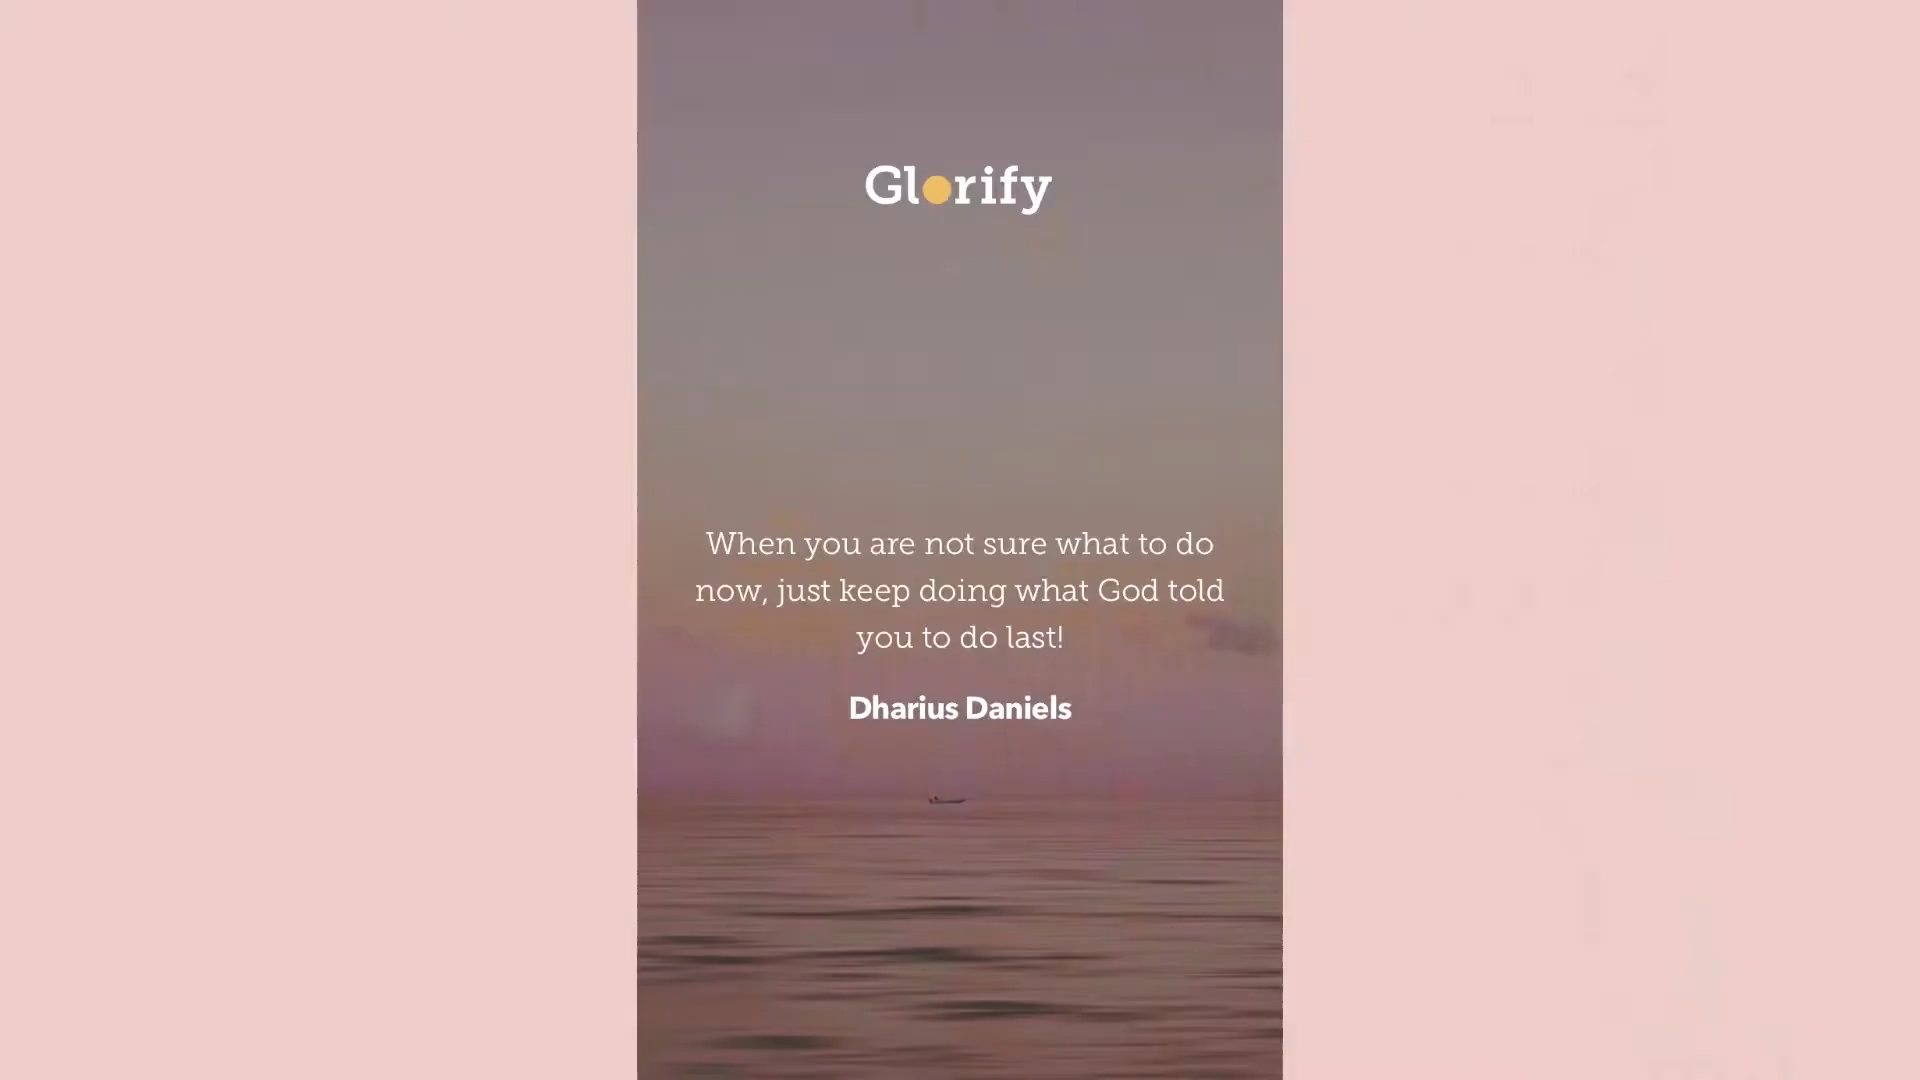 Glorify
When you are not sure what to do
now, just keep doing what God told
you to do last!
Dharius Daniels